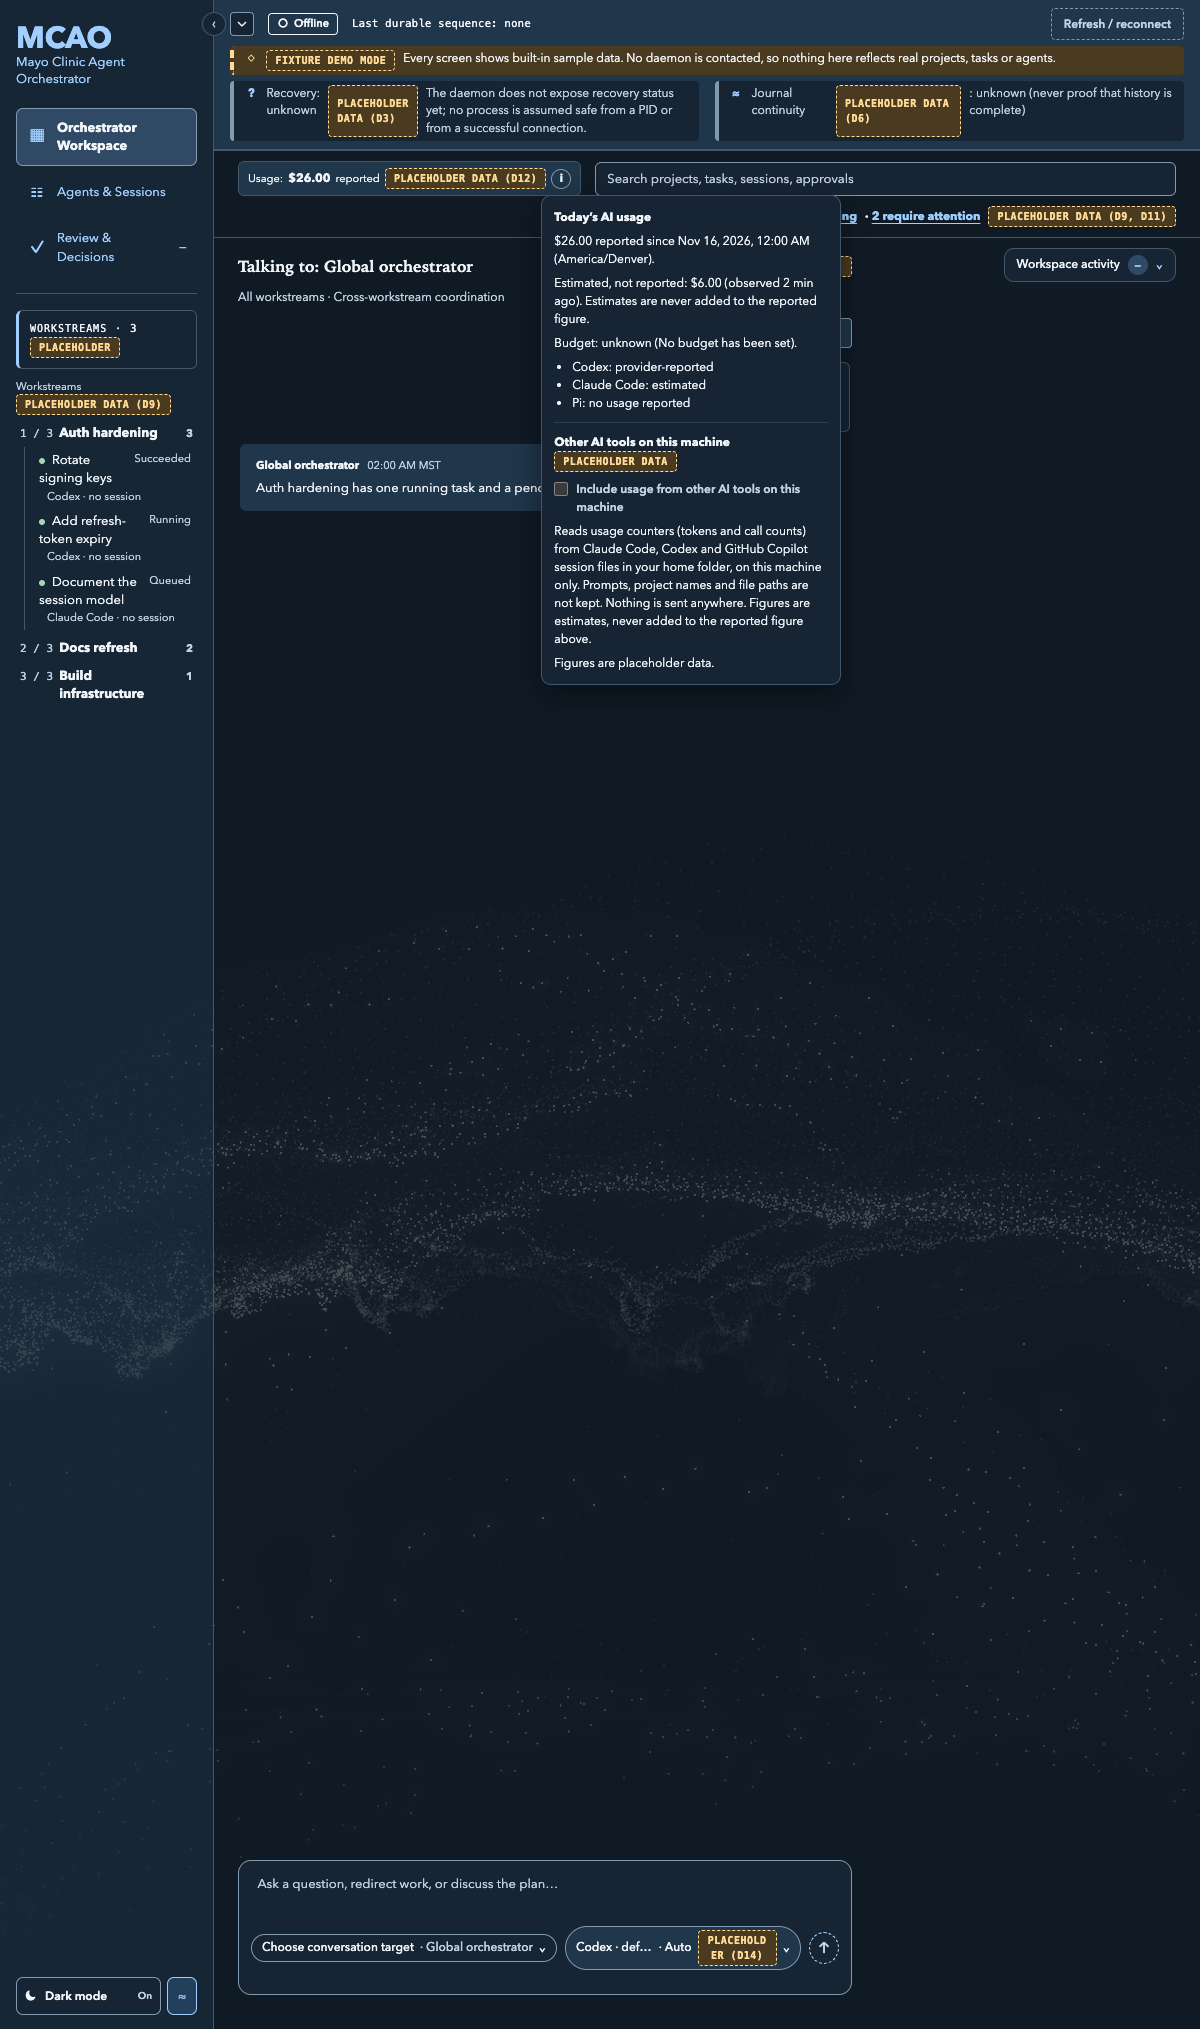 MCAO
Mayo Clinic Agent
Orchestrator
Orchestrator
Workspace
Agents & Sessions
Review &
Decisions
–
WORKSTREAMS · 3
PLACEHOLDER
Workstreams
PLACEHOLDER DATA (D9)
1 / 3 Auth hardening 3
Rotate
signing keys
Succeeded
Codex · no session
Add refresh-
token expiry
Running
Codex · no session
Document the
session model
Queued
Claude Code · no session
2 / 3 Docs refresh 2
3 / 3 Build
infrastructure
1
Dark mode On
≈
Offline
Last durable sequence: none
Refresh / reconnect
FIXTURE DEMO MODE Every screen shows built-in sample data. No daemon is contacted, so nothing here reflects real projects, tasks or agents.
? Recovery:
unknown
PLACEHOLDER
DATA (D3)
The daemon does not expose recovery status
yet; no process is assumed safe from a PID or
from a successful connection.
≈ Journal
continuity
PLACEHOLDER DATA
(D6)
: unknown (never proof that history is
complete)
Usage: $26.00 reported PLACEHOLDER DATA (D12) i
Search projects, tasks, sessions, approvals
ng · 2 require attention PLACEHOLDER DATA (D9, D11)
Talking to: Global orchestrator
All workstreams · Cross-workstream coordination
Workspace activity –
Today's AI usage
$26.00 reported since Nov 16, 2026, 12:00 AM
(America/Denver).
Estimated, not reported: $6.00 (observed 2 min
ago). Estimates are never added to the reported
figure.
Budget: unknown (No budget has been set).
• Codex: provider-reported
• Claude Code: estimated
• Pi: no usage reported
Other AI tools on this machine
PLACEHOLDER DATA
Include usage from other AI tools on this
machine
Reads usage counters (tokens and call counts)
from Claude Code, Codex and GitHub Copilot
session files in your home folder, on this machine
only. Prompts, project names and file paths are
not kept. Nothing is sent anywhere. Figures are
estimates, never added to the reported figure
above.
Figures are placeholder data.
Global orchestrator 02:00 AM MST
Auth hardening has one running task and a pen
Ask a question, redirect work, or discuss the plan…
Choose conversation target · Global orchestrator
Codex · def… · Auto
PLACEHOLD
ER (D14)